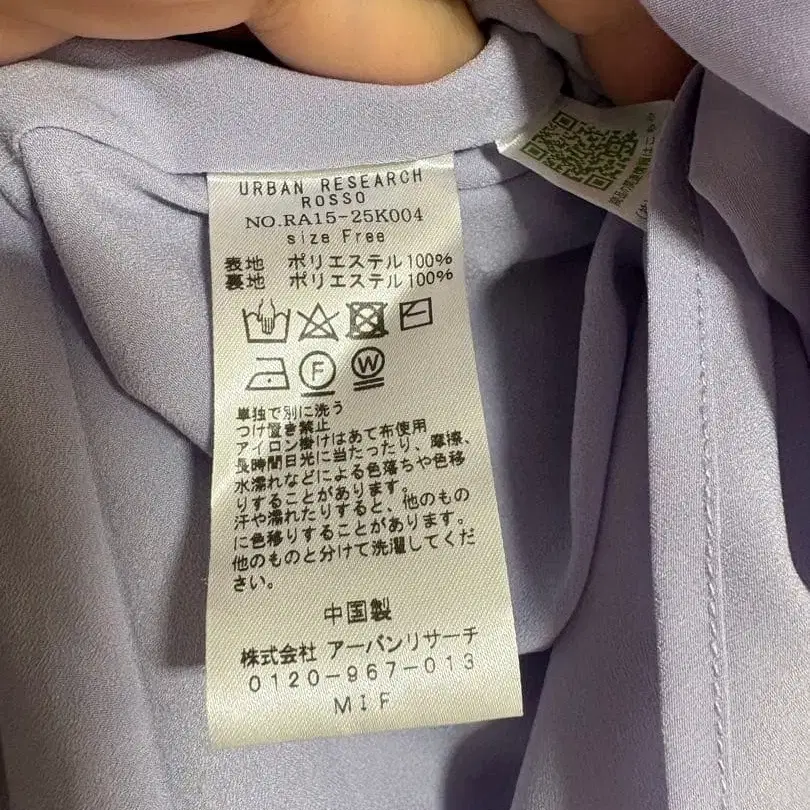 URBAN RESEARCH
ROSSO
NO.RA15-25K004
size Free
表地 ポリエステル100%
裏地 ポリエステル100%
F W
単独で別に洗う
つけ置き禁止
アイロン掛けはあて布使用
長時間日光に当たったり、摩擦、
水濡れなどによる色落ちや色移
りすることがあります。
汗や濡れたりすると、他のもの
に色移りすることがあります。
他のものと分けて洗濯してくだ
さい。
中国製
株式会社 アーバンリサーチ
0120-967-013
MIF